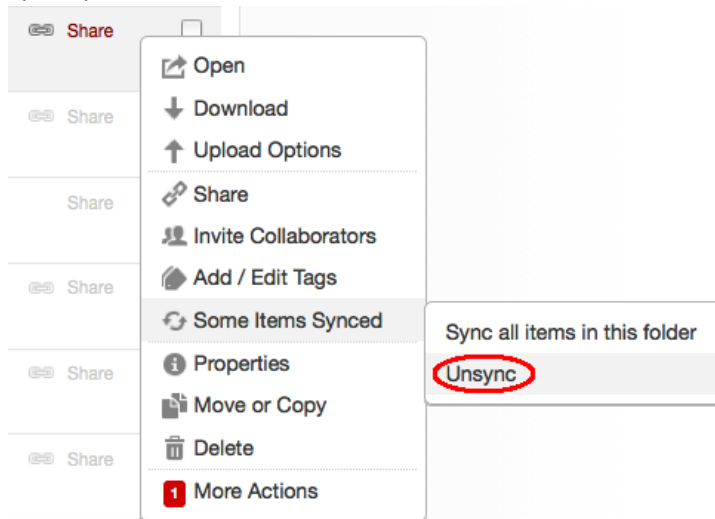 Share
Open
Share
Download
Upload Options
Share
Share
Invite Collaborators
Add / Edit Tags
Share
Some Items Synced
Sync all items in this folder
Properties
Share
Unsync
Move or Copy
Delete
Share
1 More Actions